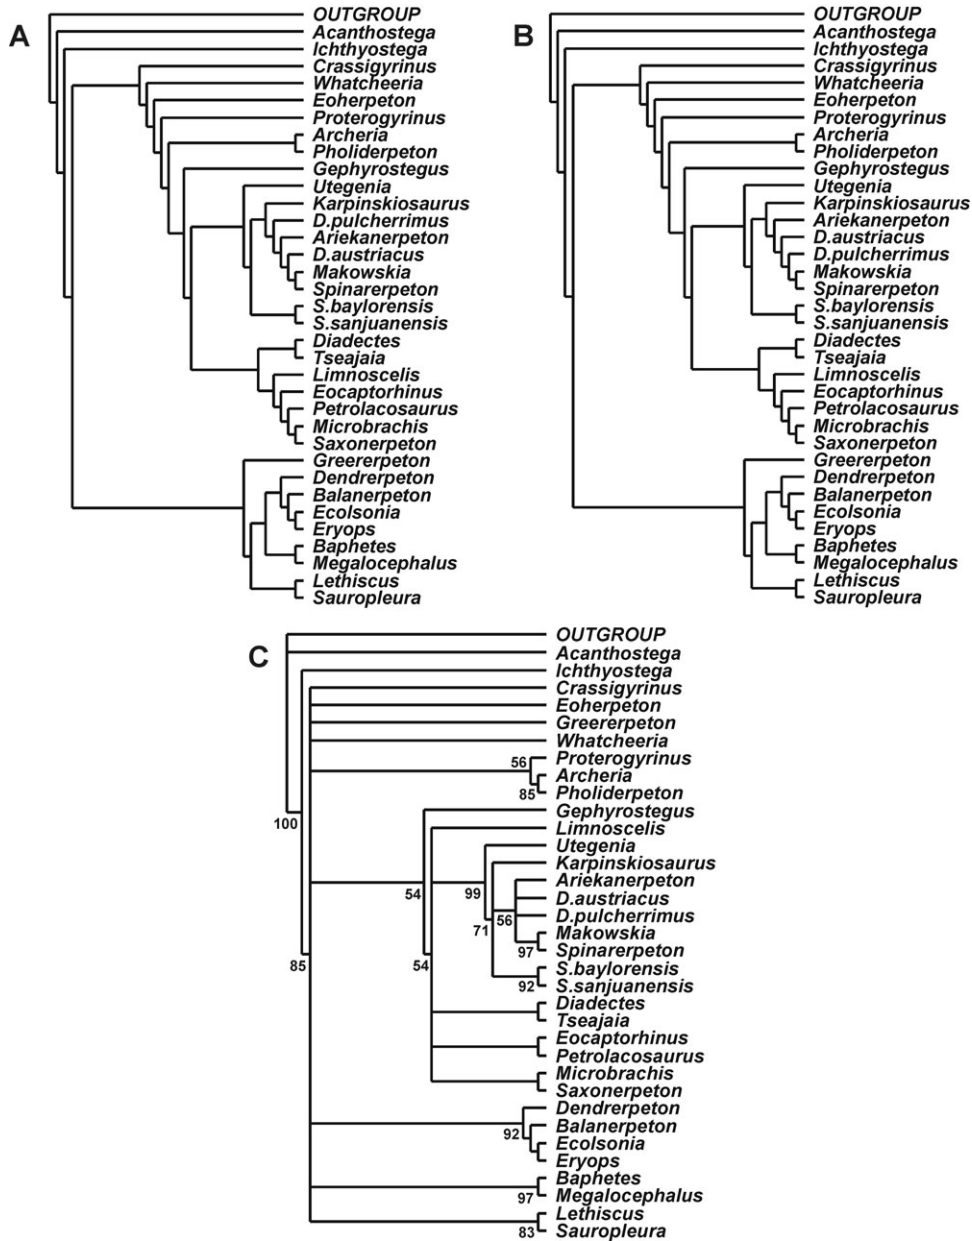 A
OUTGROUP
Acanthostega
Ichthyostega
Crassigyrinus
Whatcheeria
Eoherpeton
Proterogyrinus
Archeria
Pholiderpeton
Gephyrostegus
Utegenia
Karpinskiosaurus
D.pulcherrimus
Ariekanerpeton
D.austriacus
Makowskia
Spinarerpeton
S.baylorensis
S.sanjuanensis
Diadectes
Tseajaia
Limnoscelis
Eocaptorhinus
Petrolacosaurus
Microbrachis
Saxonerpeton
Greererpeton
Dendrerpeton
Balanerpeton
Ecolsonia
Eryops
Baphetes
Megalocephalus
Lethiscus
Sauropleura
B
OUTGROUP
Acanthostega
Ichthyostega
Crassigyrinus
Whatcheeria
Eoherpeton
Proterogyrinus
Archeria
Pholiderpeton
Gephyrostegus
Utegenia
Karpinskiosaurus
Ariekanerpeton
D.austriacus
D.pulcherrimus
Makowskia
Spinarerpeton
S.baylorensis
S.sanjuanensis
Diadectes
Tseajaia
Limnoscelis
Eocaptorhinus
Petrolacosaurus
Microbrachis
Saxonerpeton
Greererpeton
Dendrerpeton
Balanerpeton
Ecolsonia
Eryops
Baphetes
Megalocephalus
Lethiscus
Sauropleura
C
OUTGROUP
Acanthostega
Ichthyostega
Crassigyrinus
Eoherpeton
Greererpeton
Whatcheeria
56 Proterogyrinus
Archeria
85 Pholiderpeton
Gephyrostegus
100 Limnoscelis
Utegenia
Karpinskiosaurus
Ariekanerpeton
54 99 D.austriacus
56 D.pulcherrimus
71 Makowskia
97 Spinarerpeton
85 54 S.baylorensis
92 S.sanjuanensis
Diadectes
Tseajaia
Eocaptorhinus
Petrolacosaurus
Microbrachis
Saxonerpeton
Dendrerpeton
92 Balanerpeton
Ecolsonia
Eryops
Baphetes
97 Megalocephalus
Lethiscus
83 Sauropleura